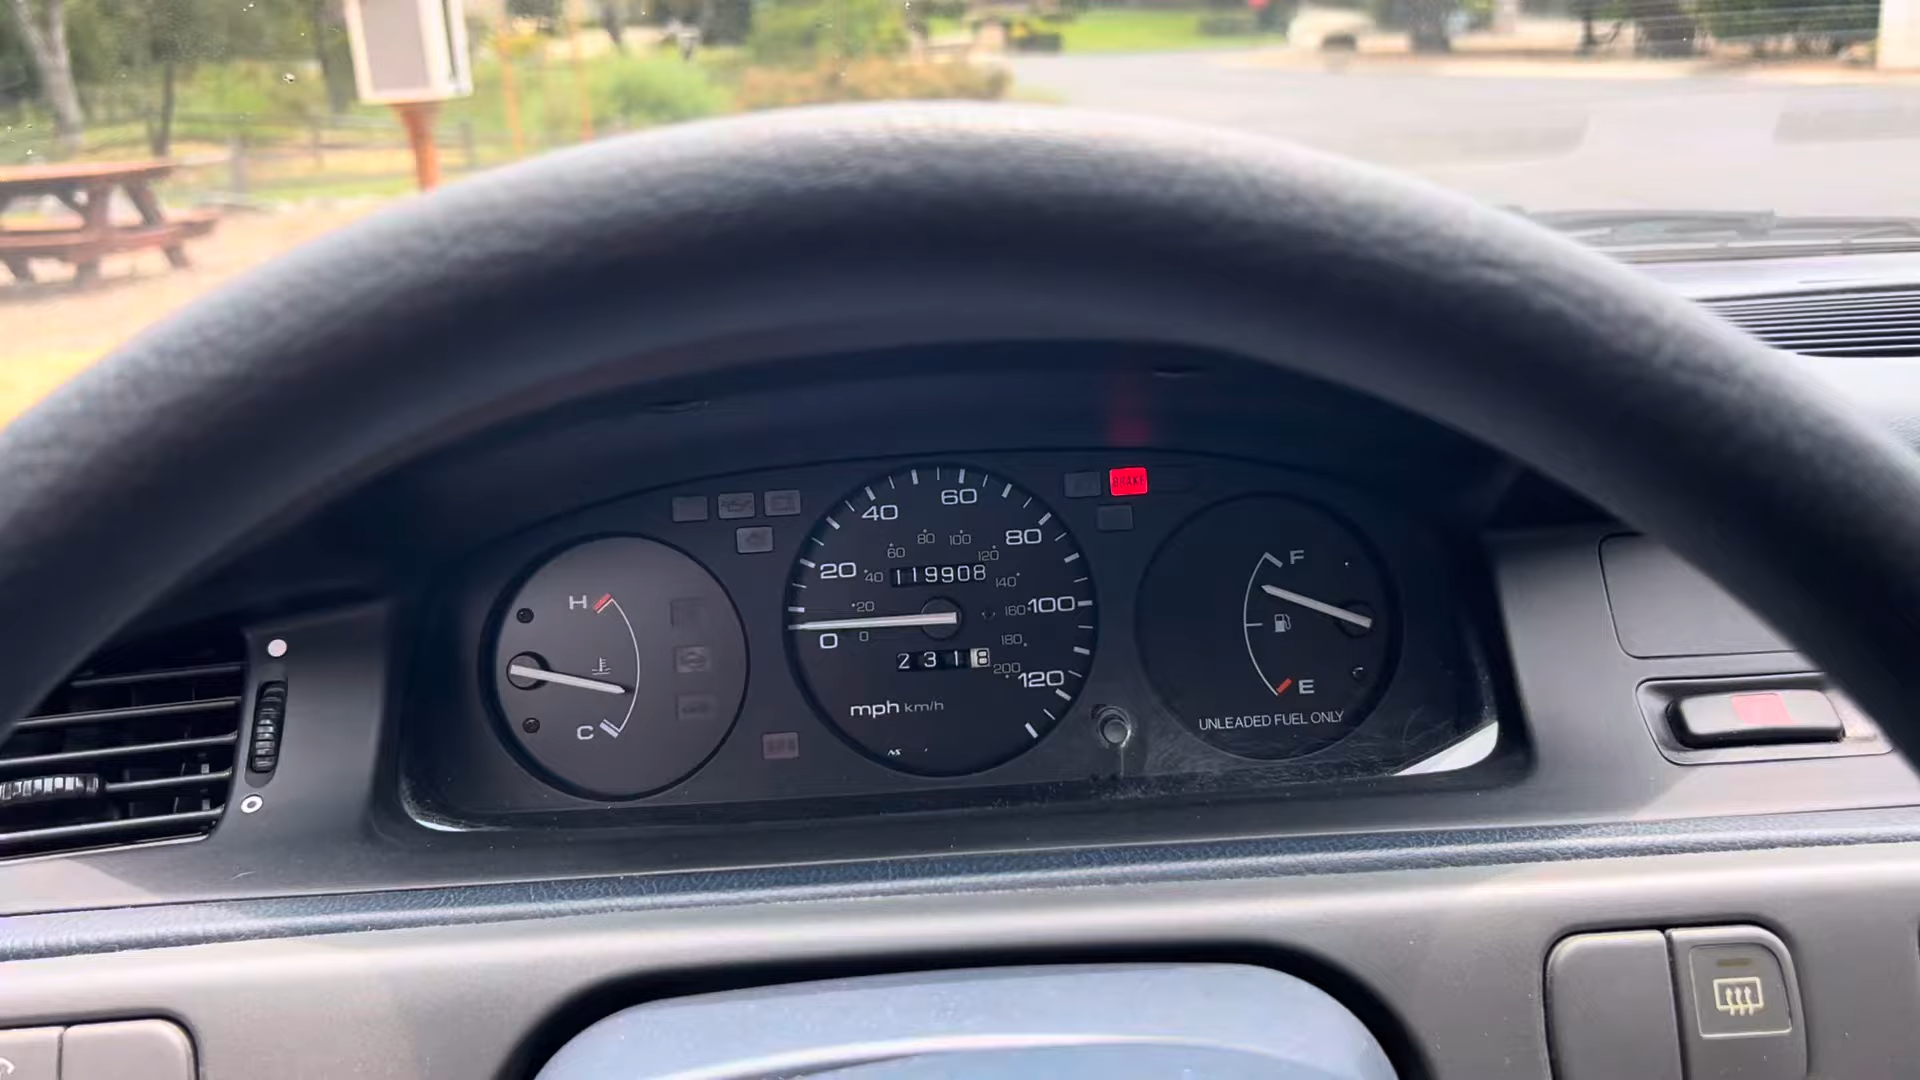 BRAKE
H
C
0 20 40 60 80 100 120
0 20 40 60 80 100 120 140 160 180 200
119908
2318
mph km/h
F
E
UNLEADED FUEL ONLY